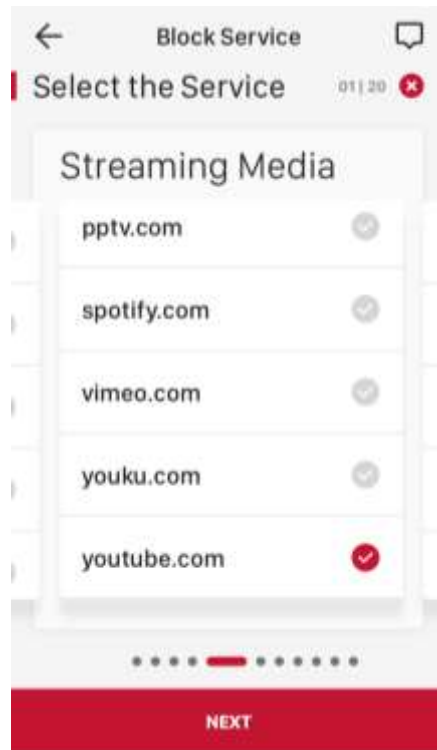 Block Service
Select the Service 01|20
Streaming Media
pptv.com
spotify.com
vimeo.com
youku.com
youtube.com
NEXT